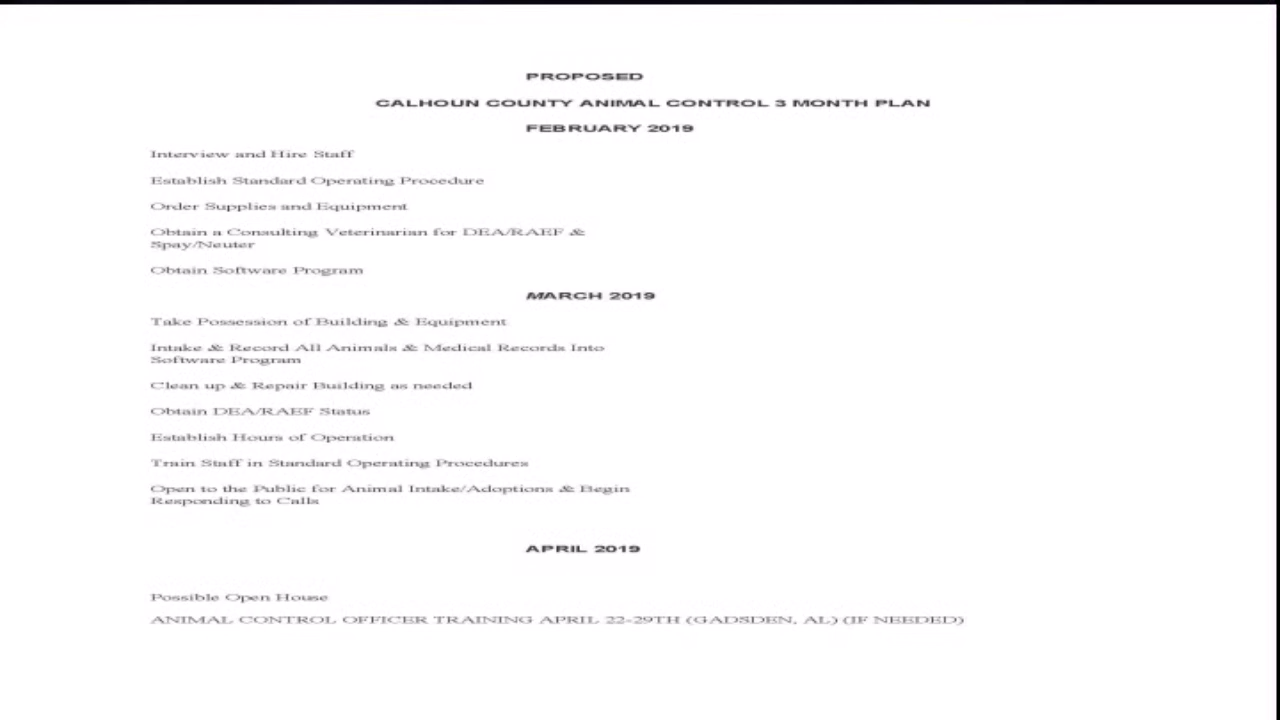 PROPOSED
CALHOUN COUNTY ANIMAL CONTROL 3 MONTH PLAN
FEBRUARY 2019
Interview and Hire Staff
Establish Standard Operating Procedure
Order Supplies and Equipment
Obtain a Consulting Veterinarian for DEA/RAEF &
Spay/Neuter
Obtain Software Program
MARCH 2019
Take Possession of Building & Equipment
Intake & Record All Animals & Medical Records Into
Software Program
Clean up & Repair Building as needed
Obtain DEA/RAEF Status
Establish Hours of Operation
Train Staff in Standard Operating Procedures
Open to the Public for Animal Intake/Adoptions & Begin
Responding to Calls
APRIL 2019
Possible Open House
ANIMAL CONTROL OFFICER TRAINING APRIL 22-29TH (GADSDEN, AL) (IF NEEDED)